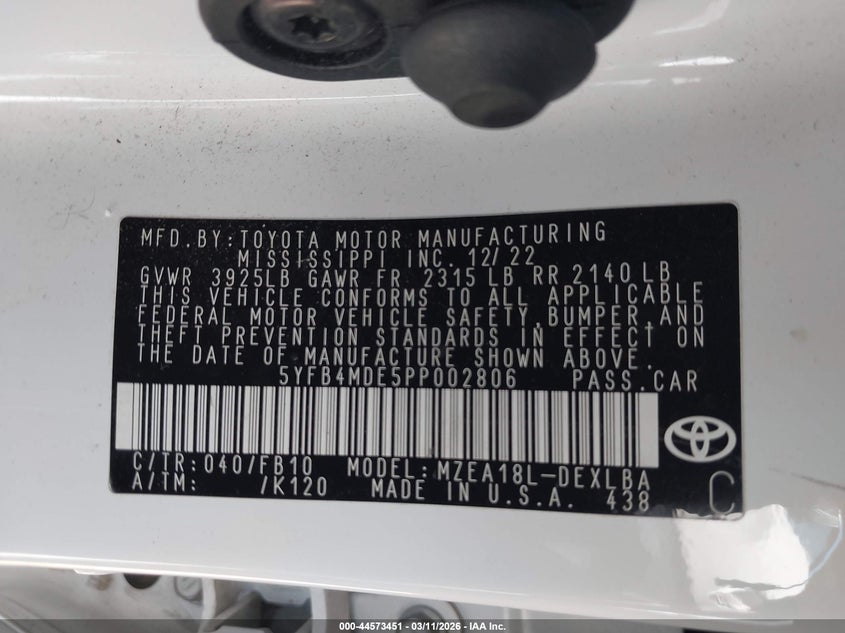 MFD.BY:TOYOTA MOTOR MANUFACTURING
MISSISSIPPI INC. 12/22
GVWR 3925LB GAWR FR 2315 LB RR 2140 LB
THIS VEHICLE CONFORMS TO ALL APPLICABLE
FEDERAL MOTOR VEHICLE SAFETY,BUMPER,AND
THEFT PREVENTION STANDARDS IN EFFECT ON
THE DATE OF MANUFACTURE SHOWN ABOVE.
5YFB4MDE5PP002806 PASS.CAR
C/TR:040/FB10 MODEL:MZEA18L-DEXLBA
A/TM: /K120 MADE IN U.S.A. 438 C
000-44573451 - 03/11/2026 - IAA Inc.